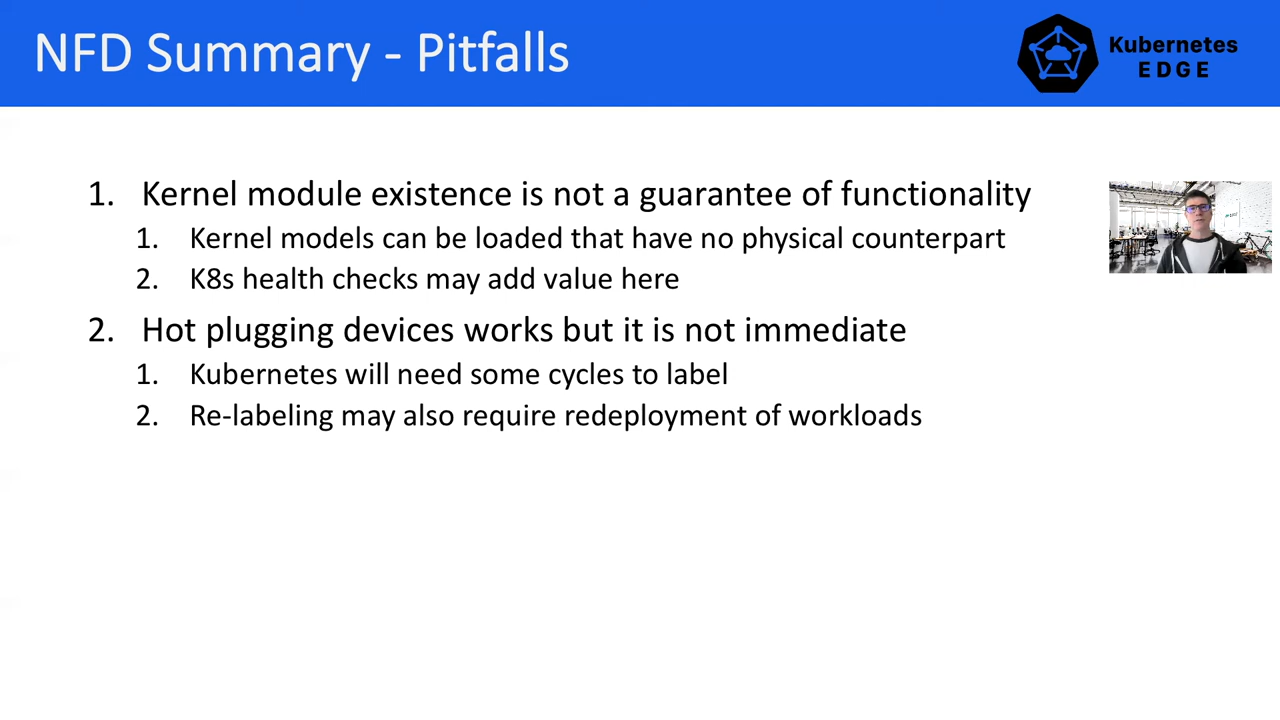 NFD Summary - Pitfalls
Kubernetes
EDGE
1. Kernel module existence is not a guarantee of functionality
1. Kernel models can be loaded that have no physical counterpart
2. K8s health checks may add value here
2. Hot plugging devices works but it is not immediate
1. Kubernetes will need some cycles to label
2. Re-labeling may also require redeployment of workloads